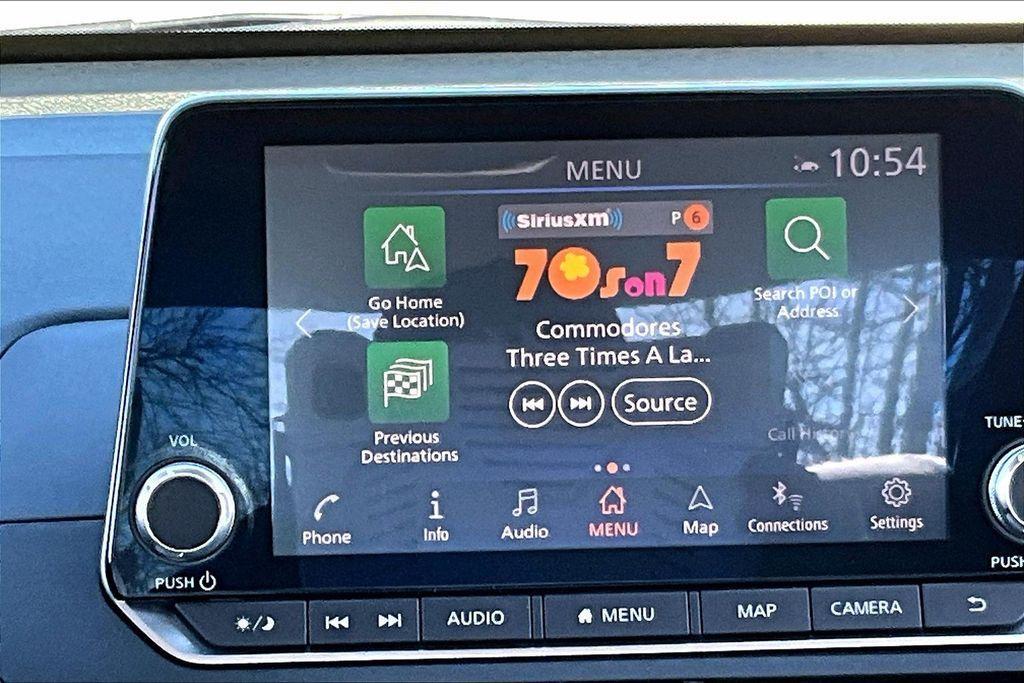 MENU
10:54
SiriusXM
P 6
70s on 7
Commodores
Three Times A La...
Source
Go Home
(Save Location)
Previous
Destinations
Search POI or
Address
Call History
Phone
Info
Audio
MENU
Map
Connections
Settings
VOL
PUSH
TUNE
PUSH
AUDIO
MENU
MAP
CAMERA